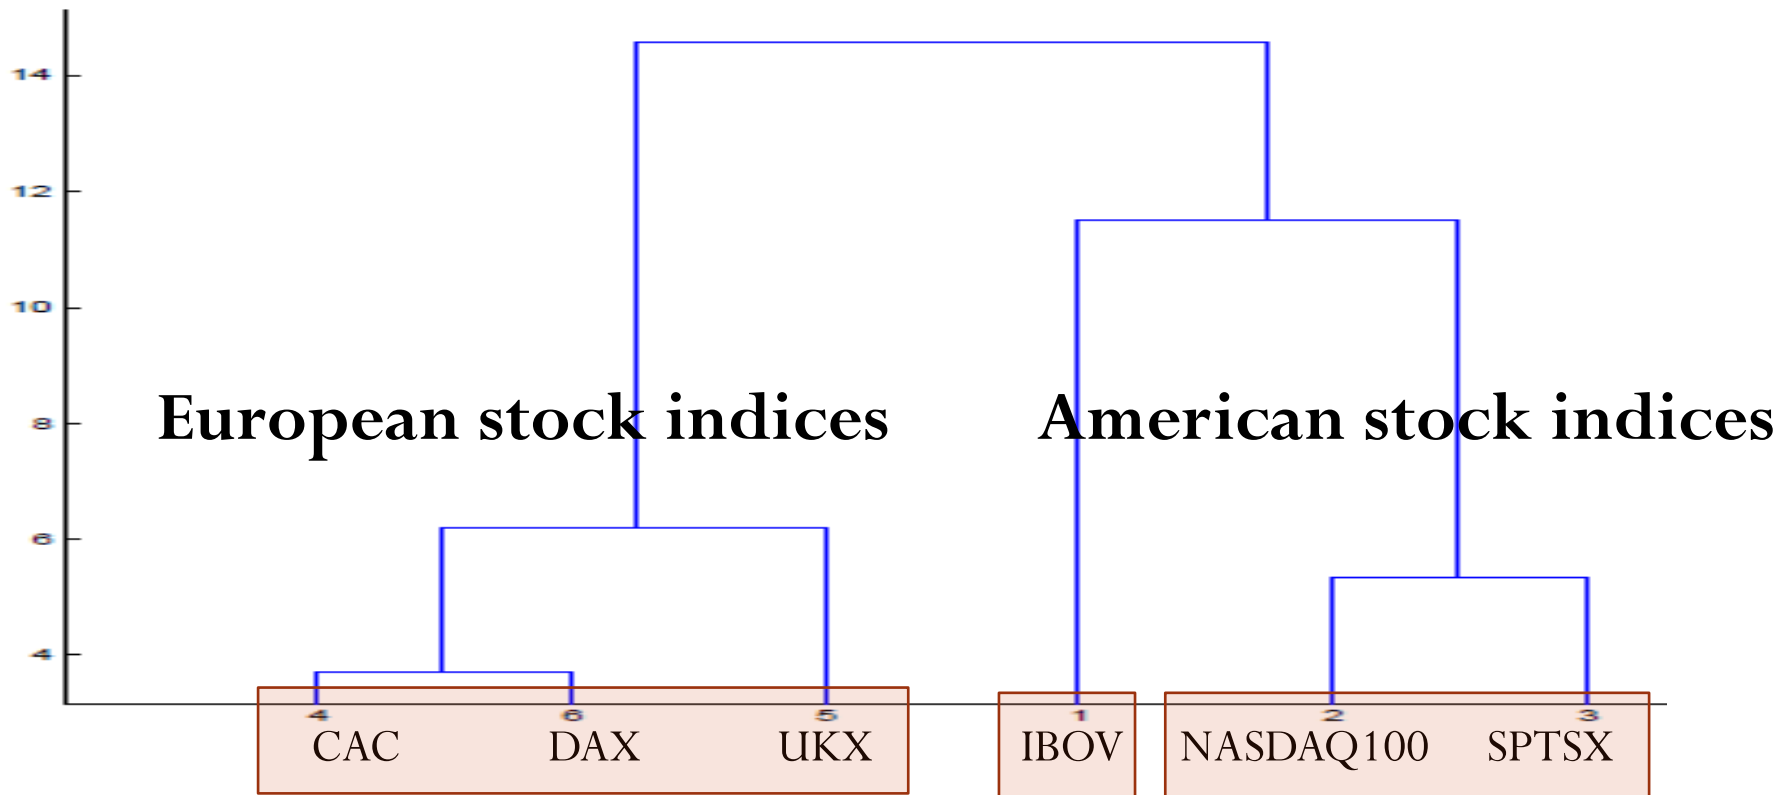 14
12
10
8
6
4
European stock indices
American stock indices
4 6 5 1 2 3
CAC DAX UKX IBOV NASDAQ100 SPTSX